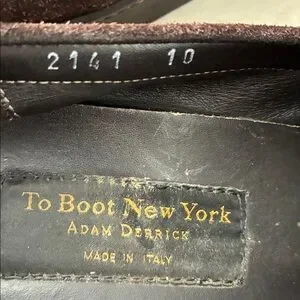 2141 10
To Boot New York
ADAM DERRICK
MADE IN ITALY